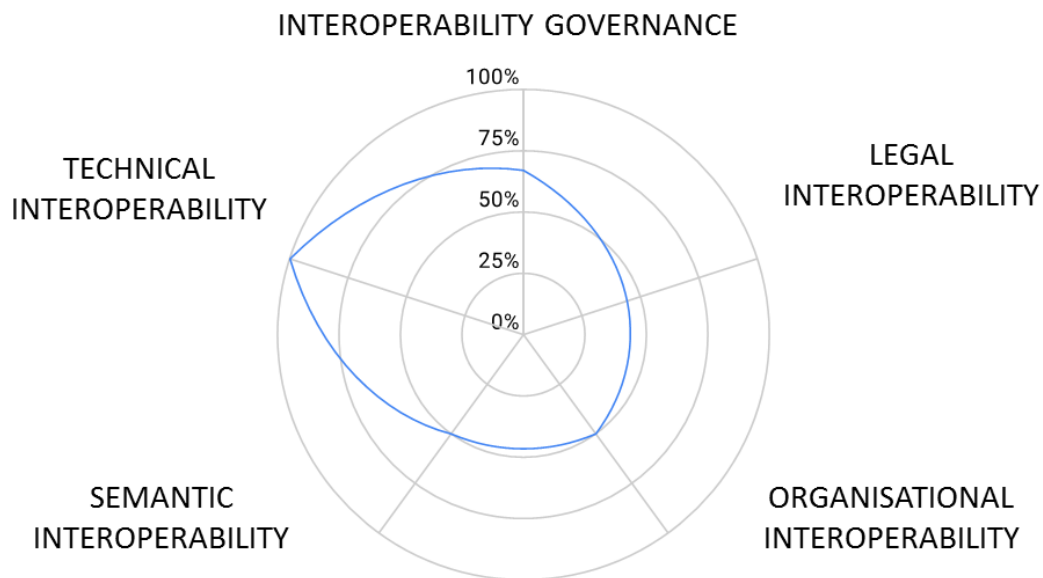 INTEROPERABILITY GOVERNANCE
100%
75%
50%
25%
0%
TECHNICAL
INTEROPERABILITY
LEGAL
INTEROPERABILITY
SEMANTIC
INTEROPERABILITY
ORGANISATIONAL
INTEROPERABILITY